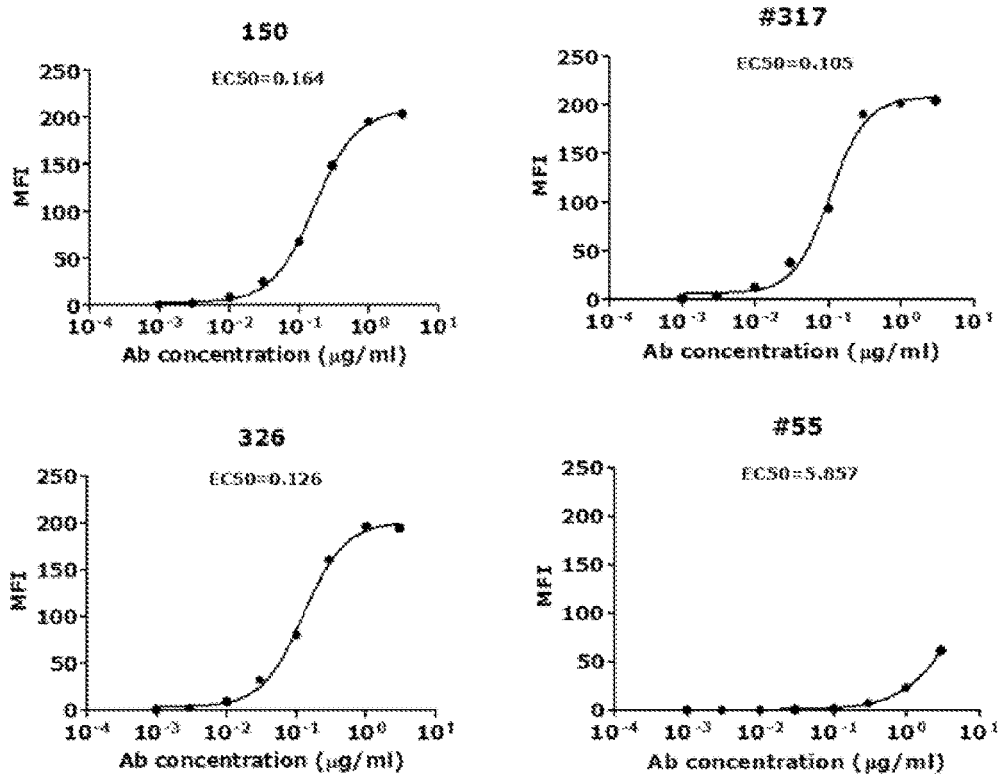 150
EC50=0.164
250
200
150
100
50
0
MFI
10⁻⁴ 10⁻³ 10⁻² 10⁻¹ 10⁰ 10¹
Ab concentration (µg/ml)
#317
EC50=0.105
250
200
150
100
50
0
MFI
10⁻⁴ 10⁻³ 10⁻² 10⁻¹ 10⁰ 10¹
Ab concentration (µg/ml)
326
EC50=0.126
250
200
150
100
50
0
MFI
10⁻⁴ 10⁻³ 10⁻² 10⁻¹ 10⁰ 10¹
Ab concentration (µg/ml)
#55
EC50=5.857
250
200
150
100
50
0
MFI
10⁻⁴ 10⁻³ 10⁻² 10⁻¹ 10⁰ 10¹
Ab concentration (µg/ml)